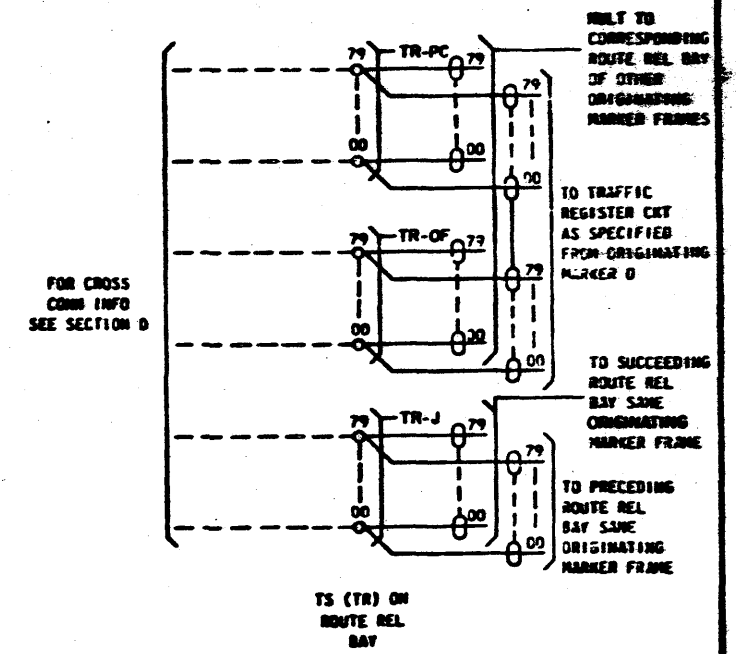 MULT TO
CORRESPONDING
ROUTE REL BAY
OF OTHER
ORIGINATING
MARKER FRAMES
79
TR-PC
79
79
00
00
00
TO TRAFFIC
REGISTER CKT
AS SPECIFIED
FROM ORIGINATING
MARKER 0
79
TR-OF
79
79
00
00
00
FOR CROSS
CONN INFO
SEE SECTION D
TO SUCCEEDING
ROUTE REL
BAY SAME
ORIGINATING
MARKER FRAME
79
TR-J
79
79
00
00
00
TO PRECEDING
ROUTE REL
BAY SAME
ORIGINATING
MARKER FRAME
TS (TR) ON
ROUTE REL
BAY